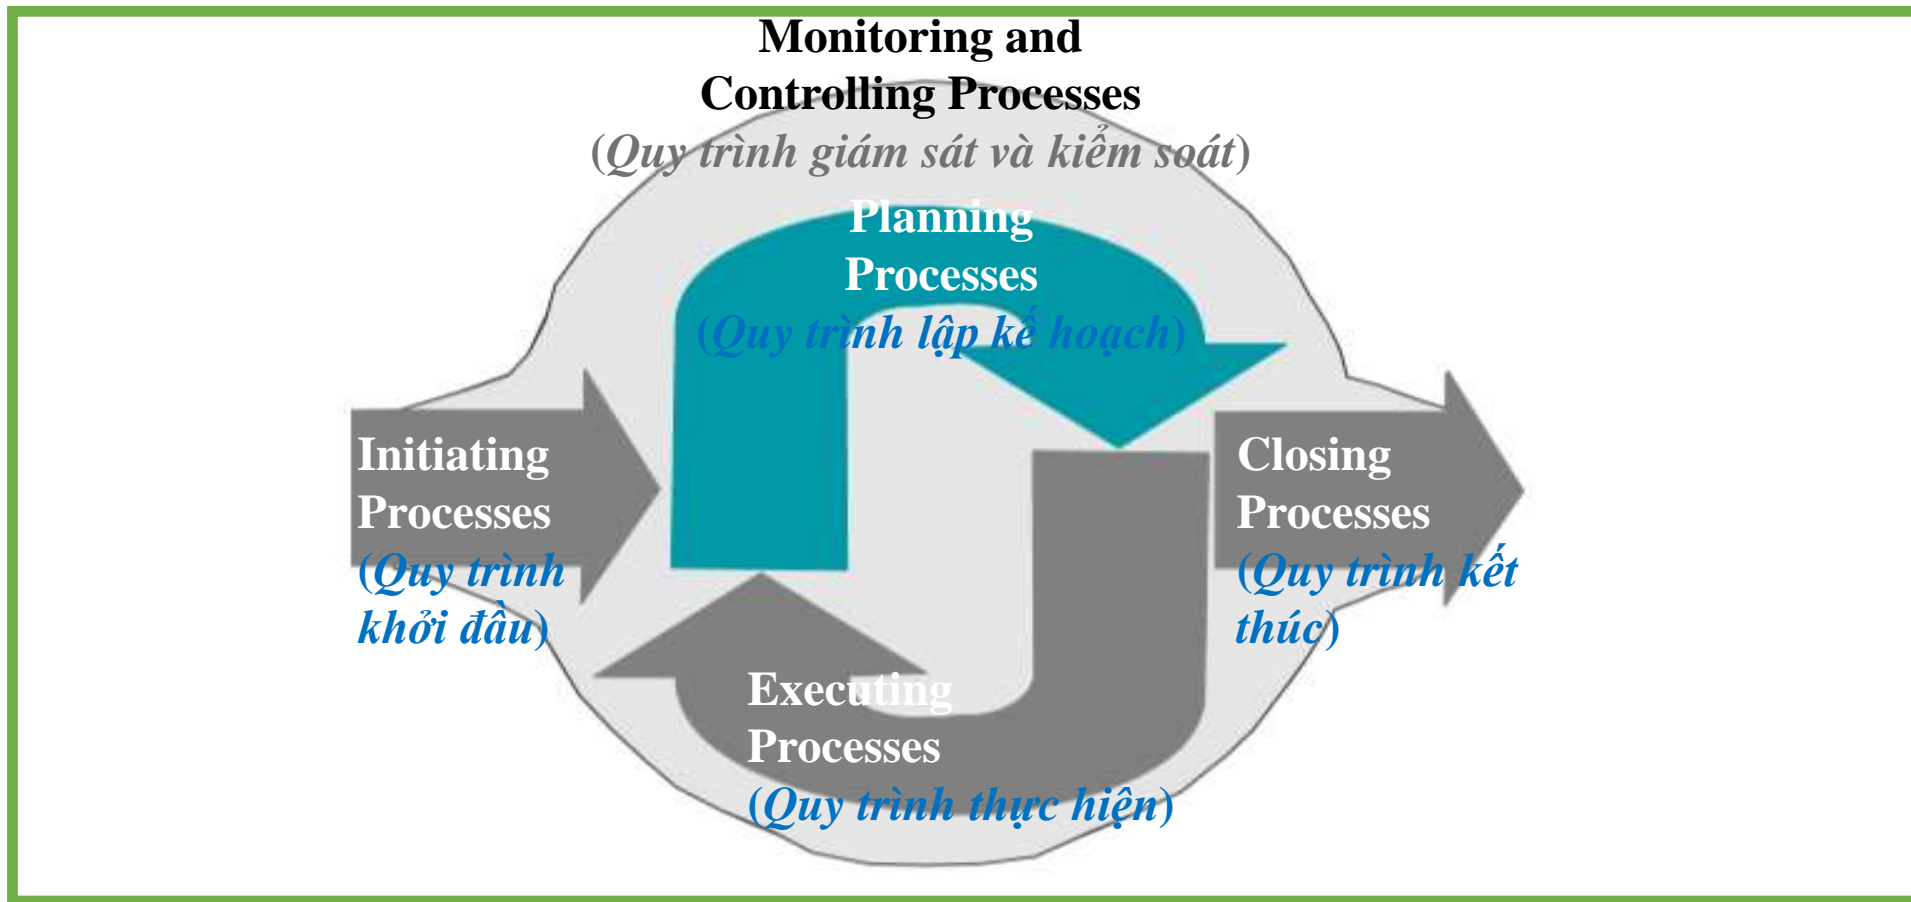 Monitoring and
Controlling Processes
(Quy trình giám sát và kiểm soát)
Planning
Processes
(Quy trình lập kế hoạch)
Initiating
Processes
(Quy trình
khởi đầu)
Closing
Processes
(Quy trình kết
thúc)
Executing
Processes
(Quy trình thực hiện)